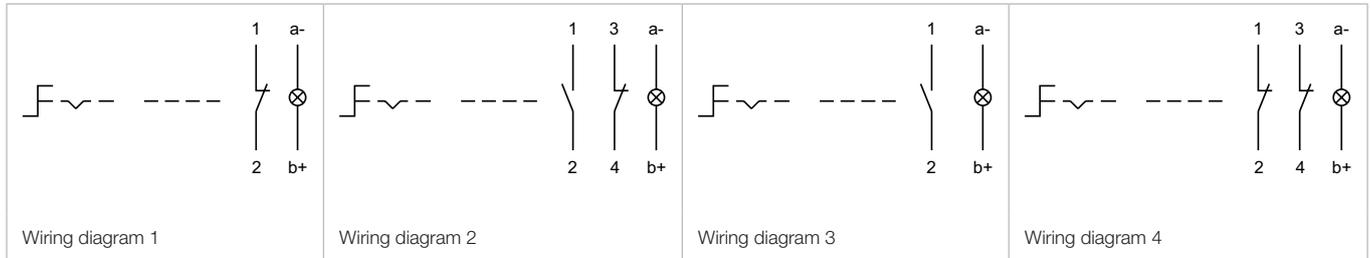 1 a- 1 3 a- 1 a- 1 3 a-
2 b+ 2 4 b+ 2 b+ 2 4 b+
Wiring diagram 1 Wiring diagram 2 Wiring diagram 3 Wiring diagram 4